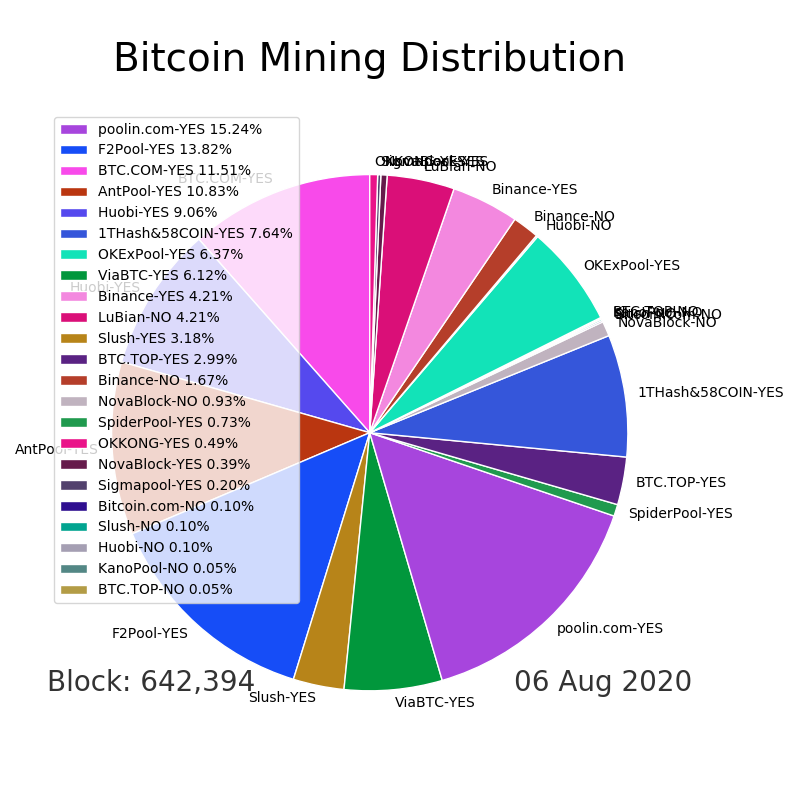 Bitcoin Mining Distribution
poolin.com-YES 15.24%
F2Pool-YES 13.82%
BTC.COM-YES 11.51%
AntPool-YES 10.83%
Huobi-YES 9.06%
1THash&58COIN-YES 7.64%
OKExPool-YES 6.37%
ViaBTC-YES 6.12%
Binance-YES 4.21%
LuBian-NO 4.21%
Slush-YES 3.18%
BTC.TOP-YES 2.99%
Binance-NO 1.67%
NovaBlock-NO 0.93%
SpiderPool-YES 0.73%
OKKONG-YES 0.49%
NovaBlock-YES 0.39%
Sigmapool-YES 0.20%
Bitcoin.com-NO 0.10%
Slush-NO 0.10%
Huobi-NO 0.10%
KanoPool-NO 0.05%
BTC.TOP-NO 0.05%
LuBian-NO
Binance-YES
Binance-NO
Huobi-NO
OKExPool-YES
NovaBlock-NO
1THash&58COIN-YES
BTC.TOP-YES
SpiderPool-YES
poolin.com-YES
ViaBTC-YES
Slush-YES
F2Pool-YES
AntPool-YES
Huobi-YES
BTC.COM-YES
Block: 642,394
06 Aug 2020